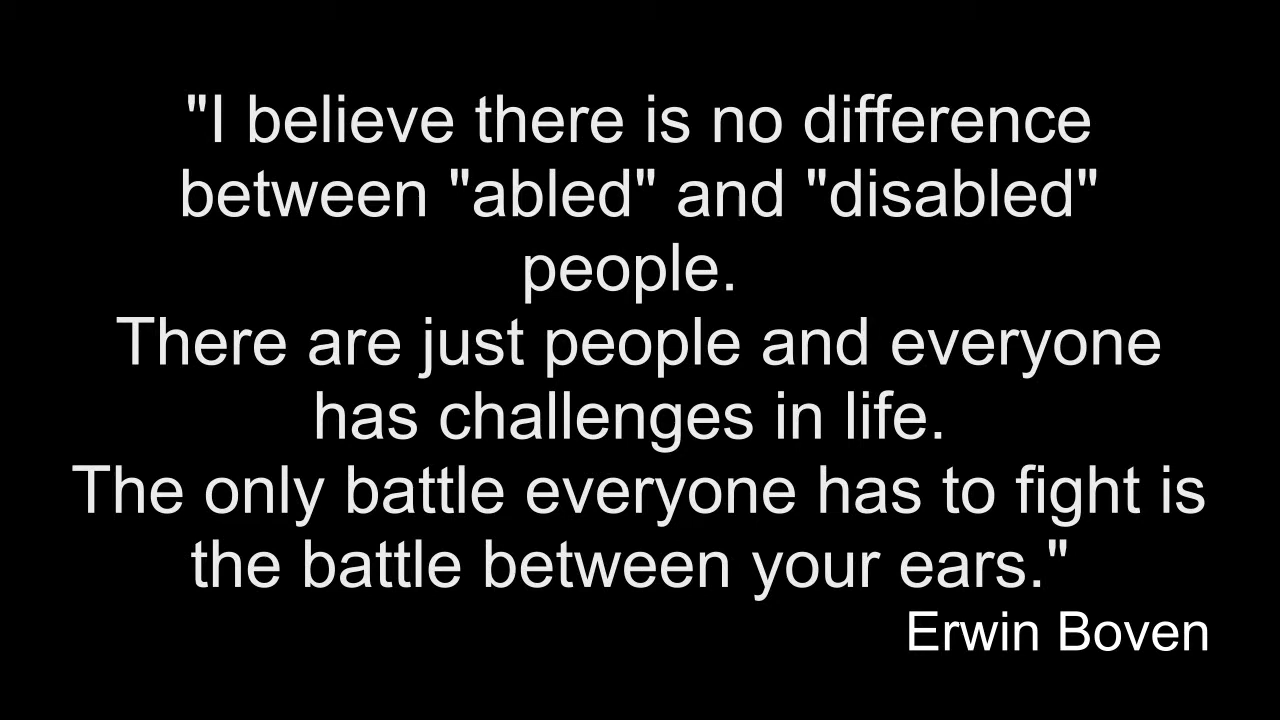 "I believe there is no difference
between "abled" and "disabled"
people.
There are just people and everyone
has challenges in life.
The only battle everyone has to fight is
the battle between your ears."
Erwin Boven